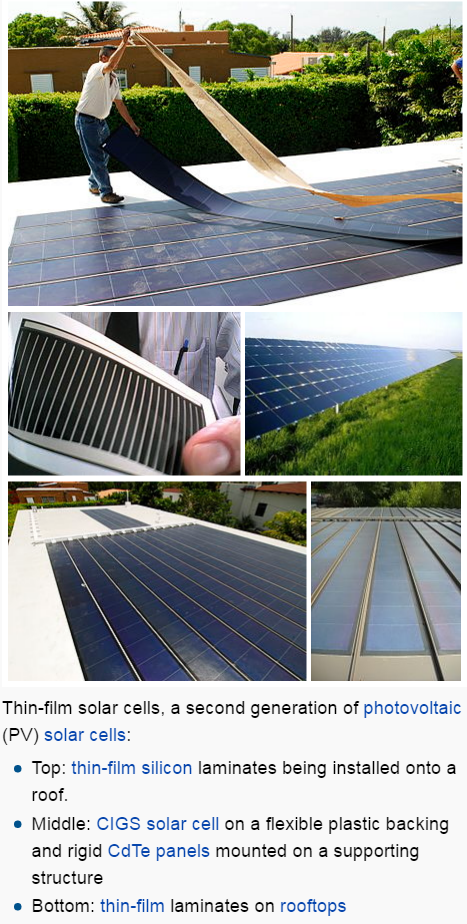 Thin-film solar cells, a second generation of photovoltaic
(PV) solar cells:
Top: thin-film silicon laminates being installed onto a
roof.
Middle: CIGS solar cell on a flexible plastic backing
and rigid CdTe panels mounted on a supporting
structure
Bottom: thin-film laminates on rooftops